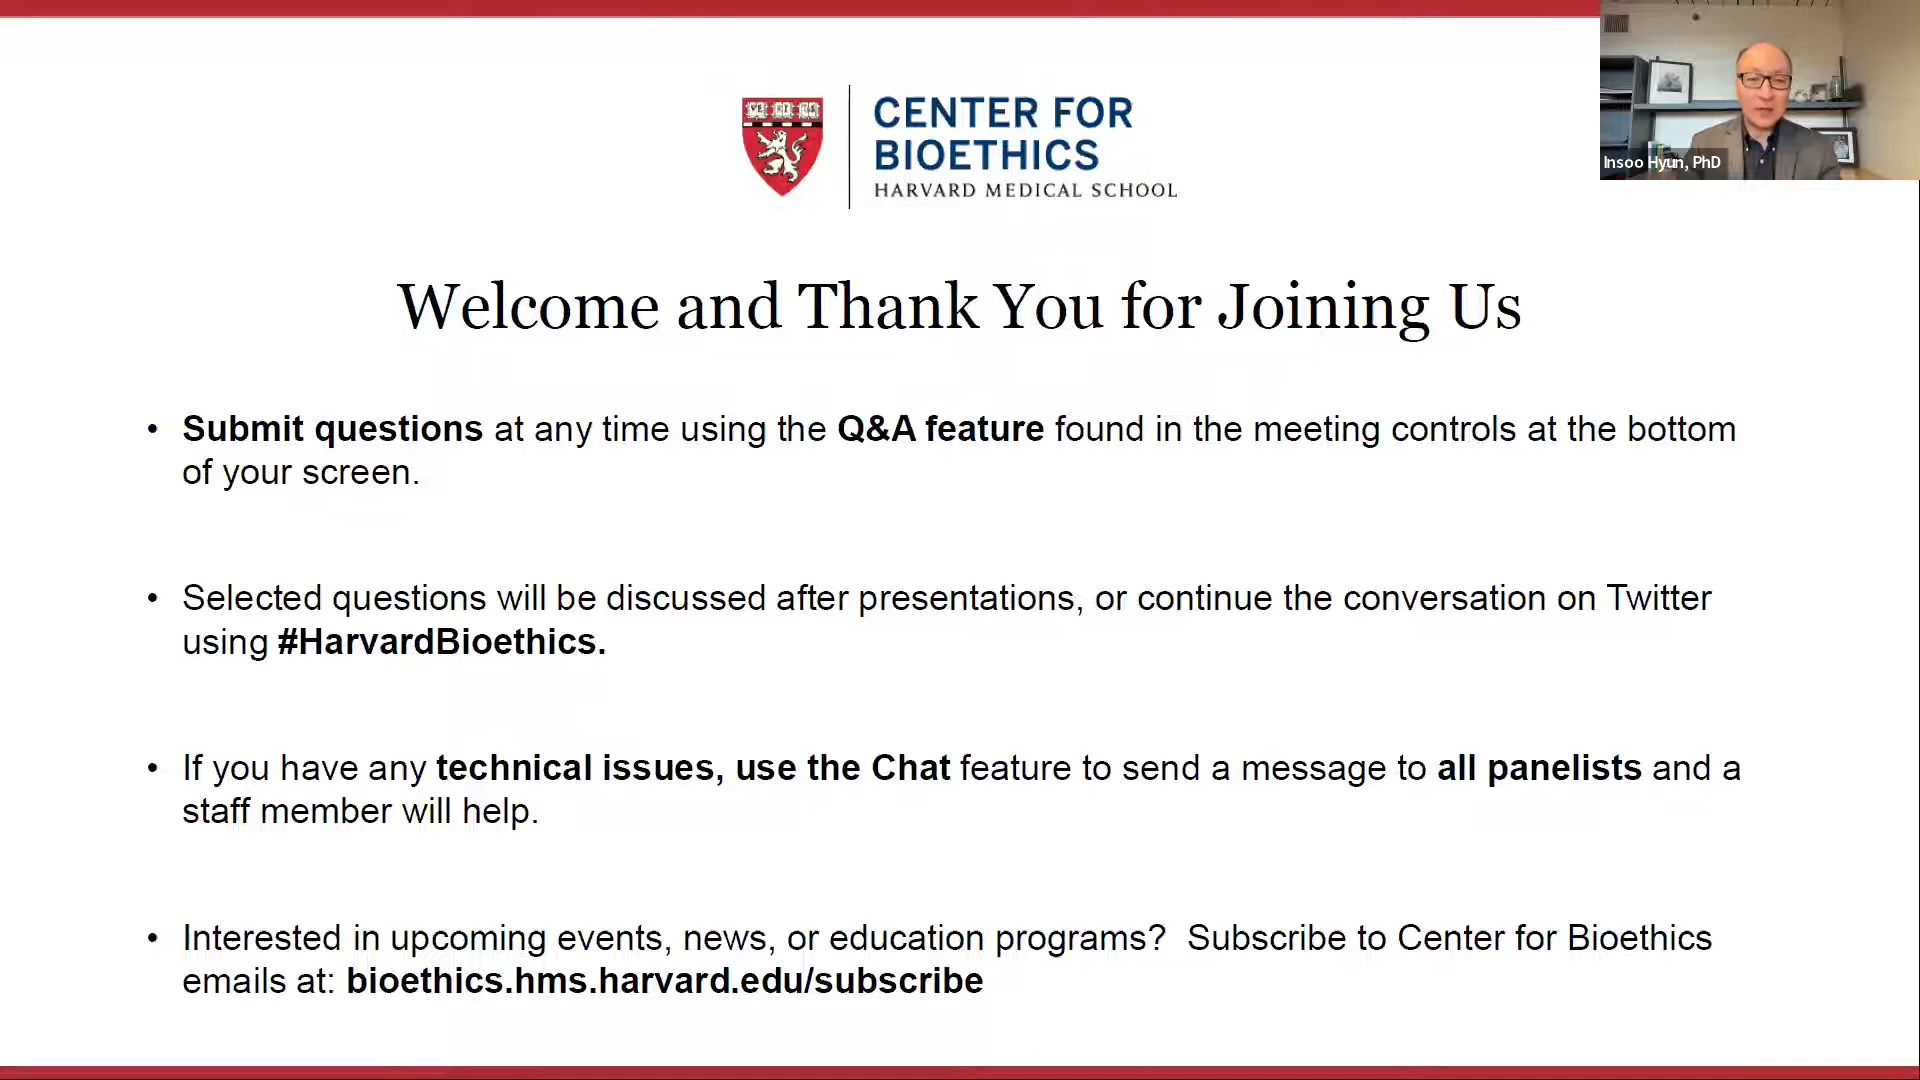 CENTER FOR
BIOETHICS
HARVARD MEDICAL SCHOOL
Insoo Hyun, PhD
Welcome and Thank You for Joining Us
• Submit questions at any time using the Q&A feature found in the meeting controls at the bottom
of your screen.
• Selected questions will be discussed after presentations, or continue the conversation on Twitter
using #HarvardBioethics.
• If you have any technical issues, use the Chat feature to send a message to all panelists and a
staff member will help.
• Interested in upcoming events, news, or education programs?  Subscribe to Center for Bioethics
emails at: bioethics.hms.harvard.edu/subscribe